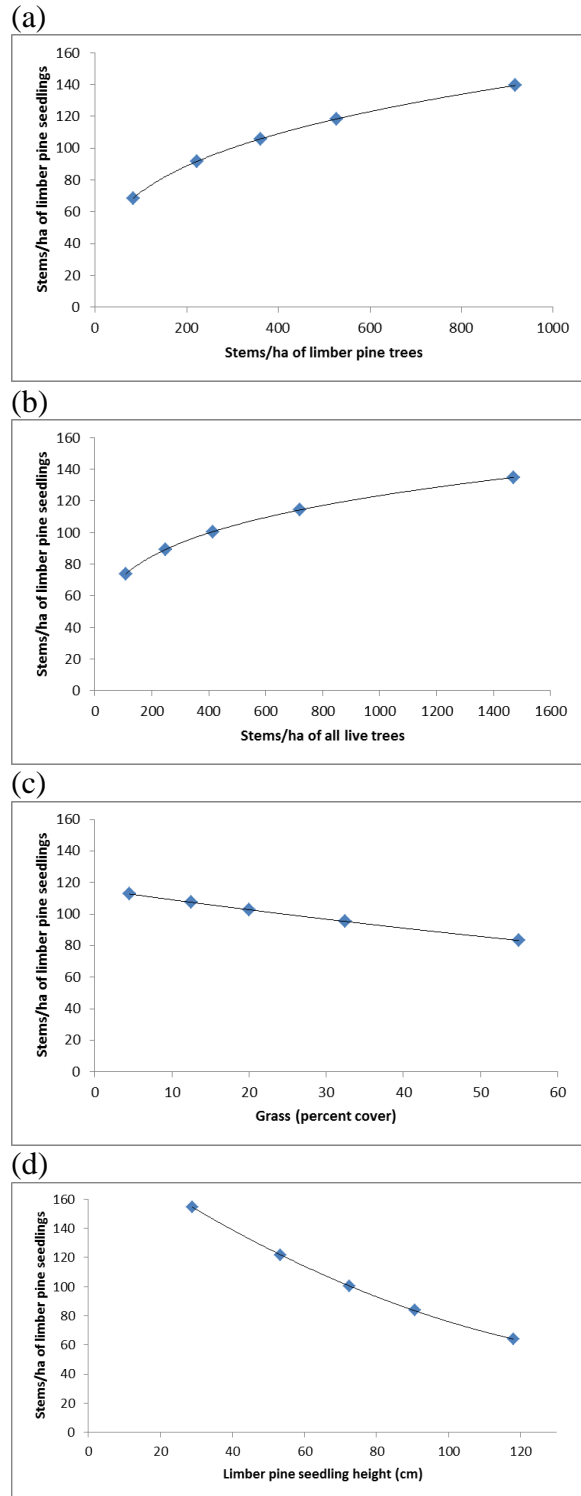 (a)
Stems/ha of limber pine seedlings
160
140
120
100
80
60
40
20
0
0 200 400 600 800 1000
Stems/ha of limber pine trees
(b)
Stems/ha of limber pine seedlings
160
140
120
100
80
60
40
20
0
0 200 400 600 800 1000 1200 1400 1600
Stems/ha of all live trees
(c)
Stems/ha of limber pine seedlings
160
140
120
100
80
60
40
20
0
0 10 20 30 40 50 60
Grass (percent cover)
(d)
Stems/ha of limber pine seedlings
160
140
120
100
80
60
40
20
0
0 20 40 60 80 100 120
Limber pine seedling height (cm)